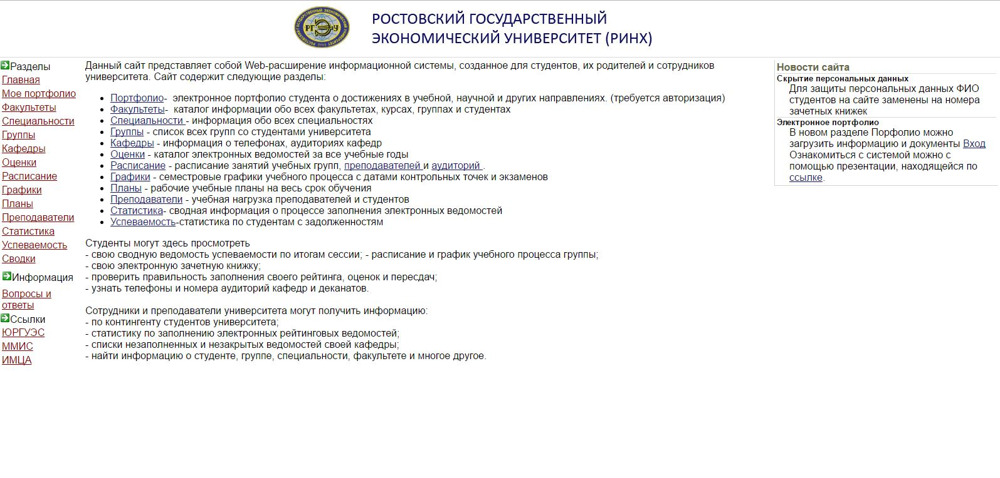 РОСТОВСКИЙ ГОСУДАРСТВЕННЫЙ
ЭКОНОМИЧЕСКИЙ УНИВЕРСИТЕТ (РИНХ)
РГЭУ
Разделы
Главная
Мое портфолио
Факультеты
Специальности
Группы
Кафедры
Оценки
Расписание
Графики
Планы
Преподаватели
Статистика
Успеваемость
Сводки
Информация
Вопросы и
ответы
Ссылки
ЮРГУЭС
ММИС
ИМЦА
Данный сайт представляет собой Web-расширение информационной системы, созданное для студентов, их родителей и сотрудников
университета. Сайт содержит следующие разделы:
• Портфолио- электронное портфолио студента о достижениях в учебной, научной и других направлениях. (требуется авторизация)
• Факультеты- каталог информации обо всех факультетах, курсах, группах и студентах
• Специальности - информация обо всех специальностях
• Группы - список всех групп со студентами университета
• Кафедры - информация о телефонах, аудиториях кафедр
• Оценки - каталог электронных ведомостей за все учебные годы
• Расписание - расписание занятий учебных групп, преподавателей и аудиторий .
• Графики - семестровые графики учебного процесса с датами контрольных точек и экзаменов
• Планы - рабочие учебные планы на весь срок обучения
• Преподаватели - учебная нагрузка преподавателей и студентов
• Статистика- сводная информация о процессе заполнения электронных ведомостей
• Успеваемость-статистика по студентам с задолженностям
Студенты могут здесь просмотреть
- свою сводную ведомость успеваемости по итогам сессии; - расписание и график учебного процесса группы;
- свою электронную зачетную книжку;
- проверить правильность заполнения своего рейтинга, оценок и пересдач;
- узнать телефоны и номера аудиторий кафедр и деканатов.
Сотрудники и преподаватели университета могут получить информацию:
- по контингенту студентов университета;
- статистику по заполнению электронных рейтинговых ведомостей;
- списки незаполненных и незакрытых ведомостей своей кафедры;
- найти информацию о студенте, группе, специальности, факультете и многое другое.
Новости сайта
Скрытие персональных данных
Для защиты персональных данных ФИО
студентов на сайте заменены на номера
зачетных книжек
Электронное портфолио
В новом разделе Порфолио можно
загрузить информацию и документы Вход
Ознакомиться с системой можно с
помощью презентации, находящейся по
ссылке.